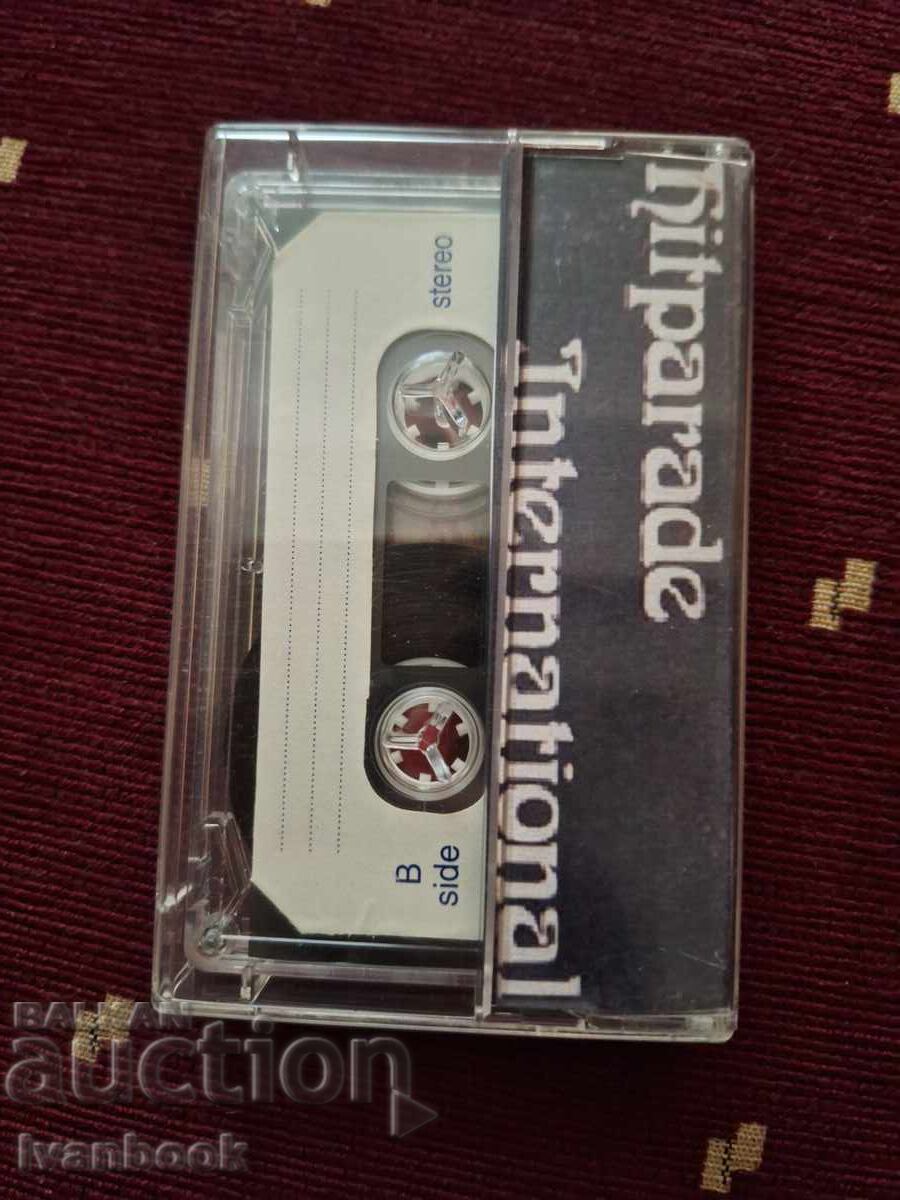 hitparade
International
stereo
B
side
BALKAN
auction
Ivanbook